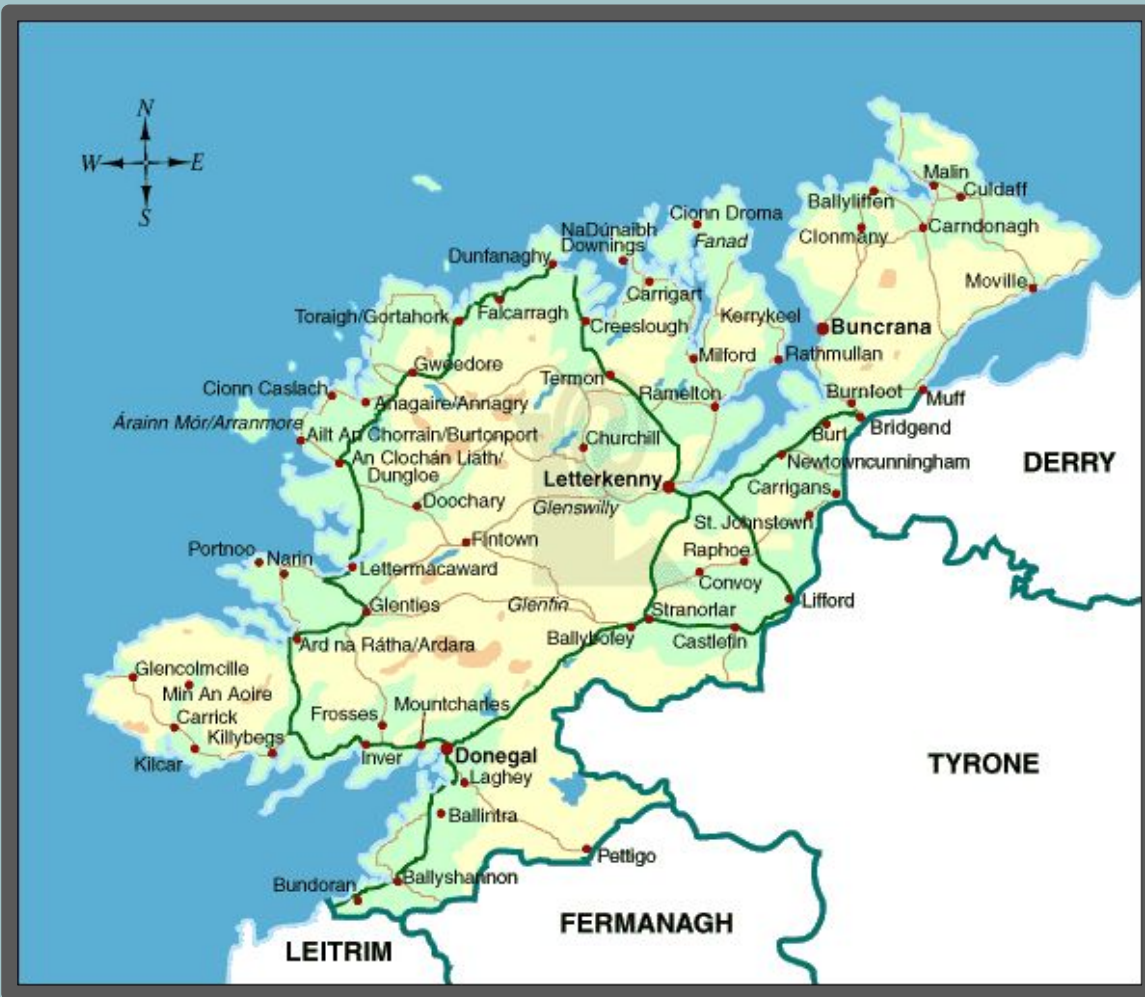 N
W E
S
Malin
Culdaff
Ballyliffen
Carndonagh
Clonmany
Cionn Droma
Fanad
NaDúnaibh
Downings
Dunfanaghy
Moville
Carrigart
Kerrykeel
Falcarragh
Toraigh/Gortahork
Creeslough
Buncrana
Milford
Rathmullan
Gweedore
Termon
Ramelton
Burnfoot
Muff
Cionn Caslach
Anagaire/Annagry
Árainn Mór/Arranmore
Ailt An Chorrain/Burtonport
Churchill
Burt
Bridgend
An Clochán Liath/
Dungloe
Newtowncunningham
DERRY
Letterkenny
Carrigans
Doochary
Glenswilly
St. Johnstown
Fintown
Raphoe
Portnoo
Narin
Lettermacaward
Convoy
Lifford
Glenties
Glenfin
Stranorlar
Ballybofey
Castlefin
Ard na Rátha/Ardara
Glencolmcille
Min An Aoire
Mountcharles
Carrick
Frosses
Killybegs
Kilcar
Inver
Donegal
TYRONE
Laghey
Ballintra
Pettigo
Ballyshannon
Bundoran
FERMANAGH
LEITRIM